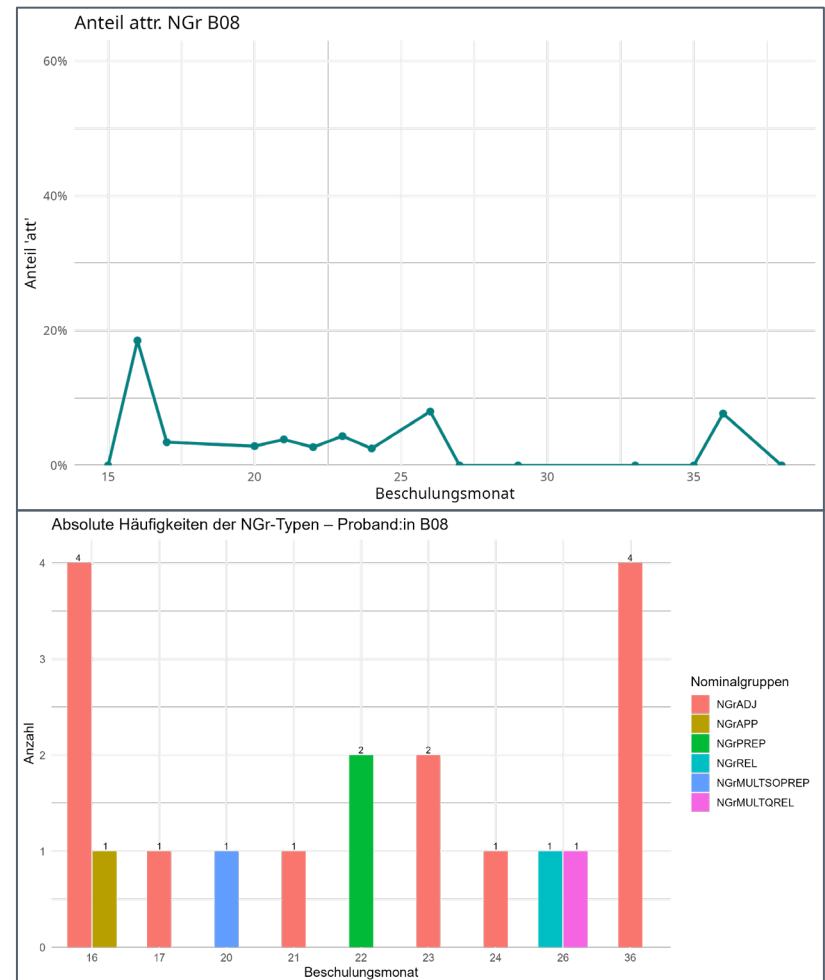 Anteil attr. NGr B08
60%
40%
20%
0%
Anteil 'att'
15 20 25 30 35
Beschulungsmonat
Absolute Häufigkeiten der NGr-Typen – Proband:in B08
4
3
2
1
0
Anzahl
4 1 1 1 1 2 2 1 1 1 4
16 17 20 21 22 23 24 26 36
Beschulungsmonat
Nominalgruppen
NGrADJ
NGrAPP
NGrPREP
NGrREL
NGrMULTSOPREP
NGrMULTQREL